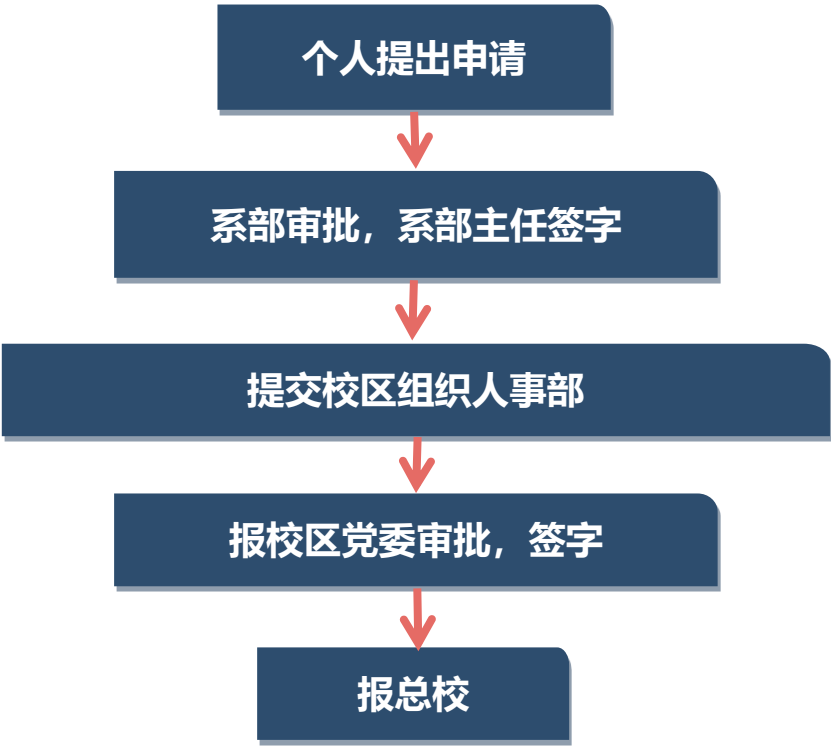 个人提出申请
系部审批，系部主任签字
提交校区组织人事部
报校区党委审批，签字
报总校